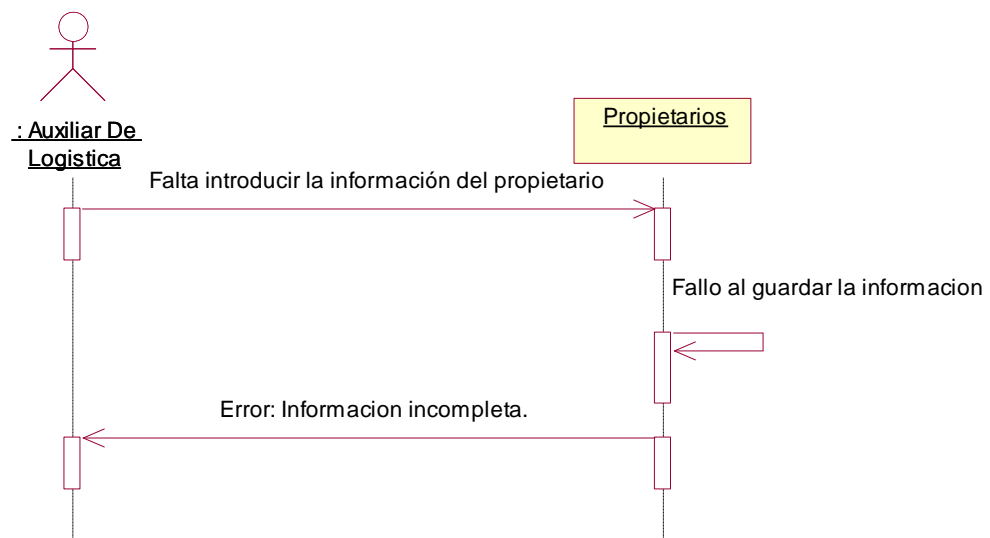 : Auxiliar De
Logistica
Propietarios
Falta introducir la información del propietario
Fallo al guardar la informacion
Error: Informacion incompleta.